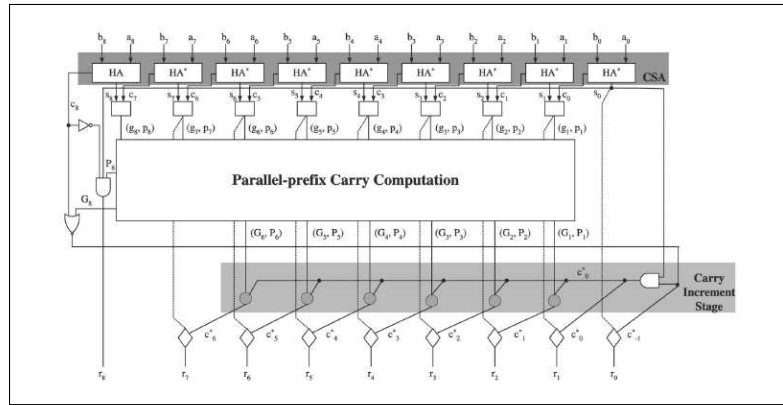 b₈ a₈ b₇ a₇ b₆ a₆ b₅ a₅ b₄ a₄ b₃ a₃ b₂ a₂ b₁ a₁ b₀ a₀
HA HA* HA* HA* HA* HA* HA* HA* HA* CSA
s₈ c₇ s₇ c₆ s₆ c₅ s₅ c₄ s₄ c₃ s₃ c₂ s₂ c₁ s₁ c₀ s₀
c₈
(g₈, p₈) (g₇, p₇) (g₆, p₆) (g₅, p₅) (g₄, p₄) (g₃, p₃) (g₂, p₂) (g₁, p₁)
P₈
Parallel-prefix Carry Computation
G₈
(G₆, P₆) (G₅, P₅) (G₄, P₄) (G₃, P₃) (G₂, P₂) (G₁, P₁)
c*₀
Carry
Increment
Stage
c*₆ c*₅ c*₄ c*₃ c*₂ c*₁ c*₀ c*₋₁
r₈ r₇ r₆ r₅ r₄ r₃ r₂ r₁ r₀